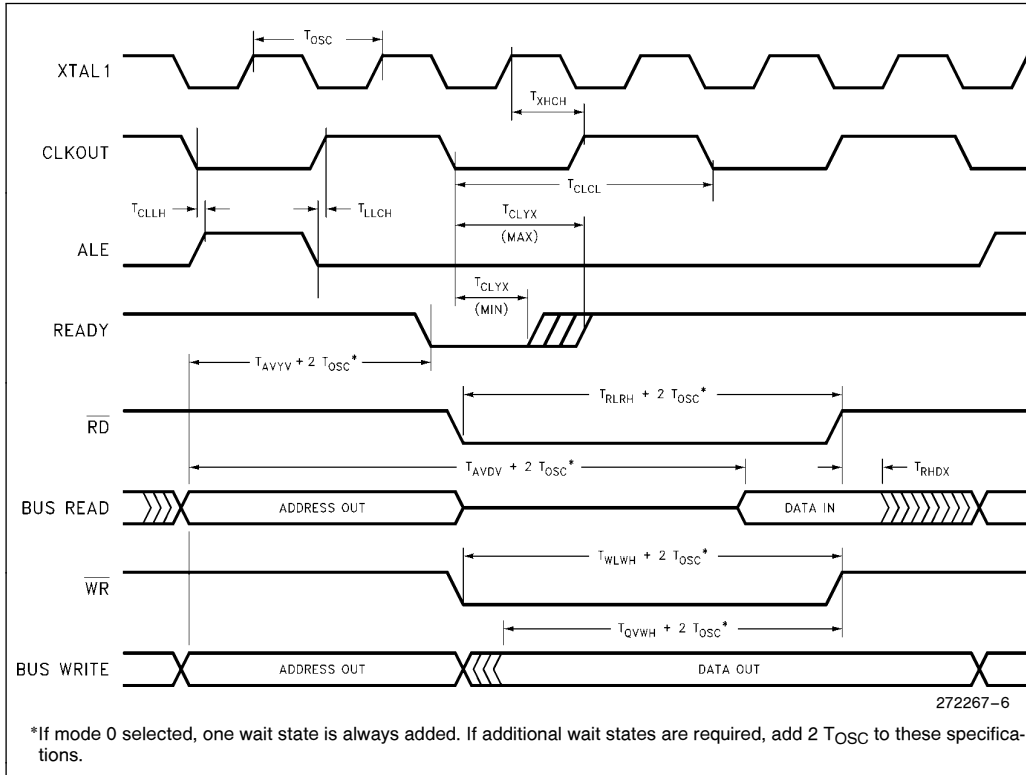 T_OSC
XTAL1
T_XHCH
CLKOUT
T_CLCL
T_CLLH
T_LLCH
T_CLYX
(MAX)
ALE
T_CLYX
(MIN)
READY
T_AVYV + 2 T_OSC*
T_RLRH + 2 T_OSC*
RD
T_AVDV + 2 T_OSC*
T_RHDX
BUS READ
ADDRESS OUT
DATA IN
T_WLWH + 2 T_OSC*
WR
T_QVWH + 2 T_OSC*
BUS WRITE
ADDRESS OUT
DATA OUT
272267–6
*If mode 0 selected, one wait state is always added. If additional wait states are required, add 2 T_OSC to these specifica-
tions.